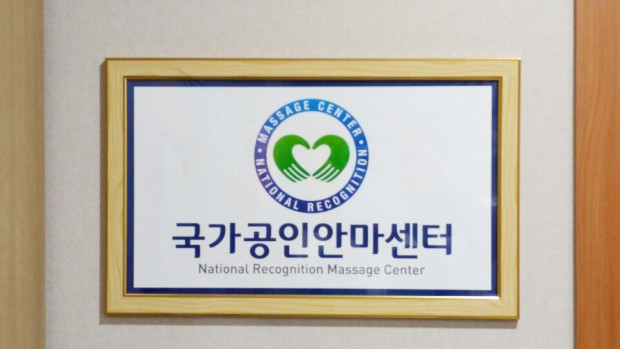 MASSAGE CENTER
NATIONAL RECOGNITION
국가공인안마센터
National Recognition Massage Center